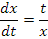 dx/dt = t/x